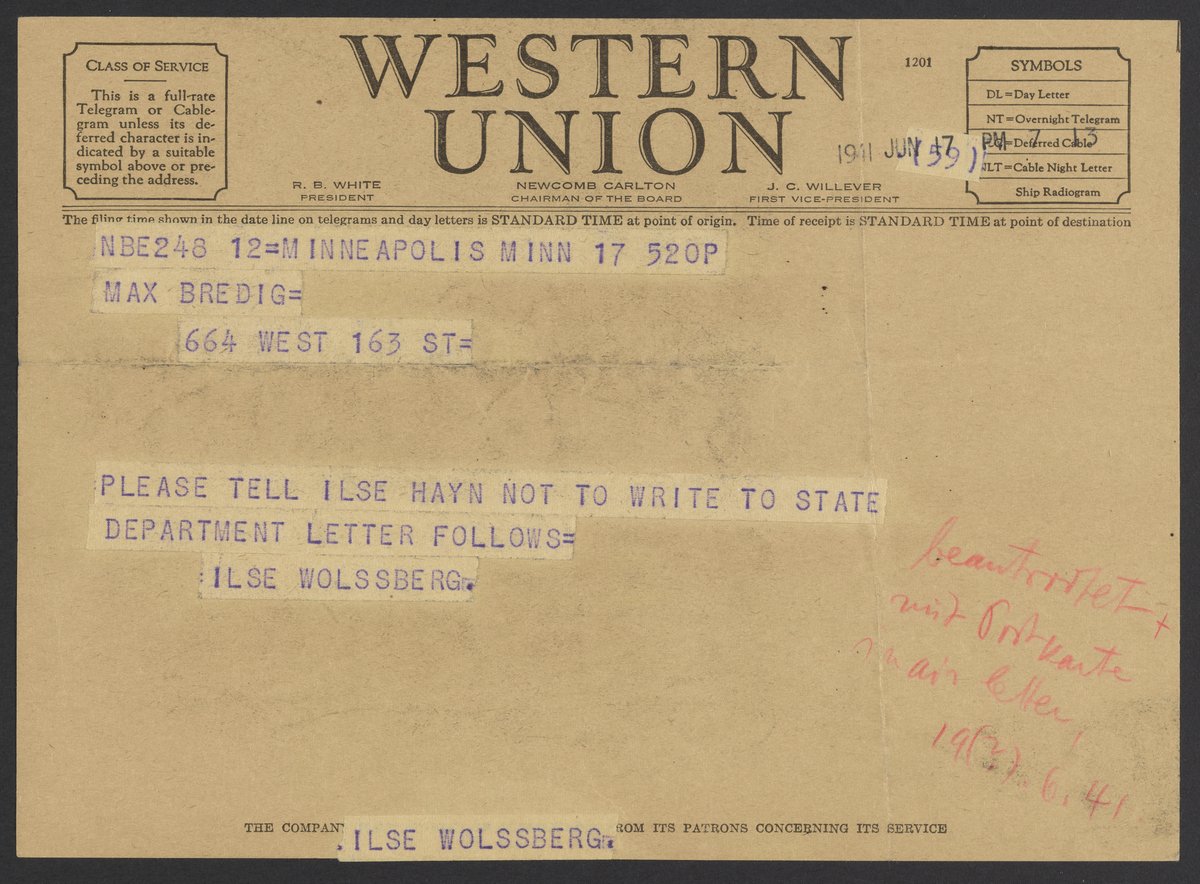 CLASS OF SERVICE
This is a full-rate
Telegram or Cable-
gram unless its de-
ferred character is in-
dicated by a suitable
symbol above or pre-
ceding the address.
WESTERN
UNION
1201
R. B. WHITE
PRESIDENT
NEWCOMB CARLTON
CHAIRMAN OF THE BOARD
J. C. WILLEVER
FIRST VICE-PRESIDENT
SYMBOLS
DL=Day Letter
NT=Overnight Telegram
=Deferred Cable
NLT=Cable Night Letter
Ship Radiogram
1941 JUN 17 PM 7 13
(59)
The filing time shown in the date line on telegrams and day letters is STANDARD TIME at point of origin. Time of receipt is STANDARD TIME at point of destination
NBE248 12=MINNEAPOLIS MINN 17 520P
MAX BREDIG=
664 WEST 163 ST=
PLEASE TELL ILSE HAYN NOT TO WRITE TO STATE
DEPARTMENT LETTER FOLLOWS=
:ILSE WOLSSBERG.
beantwortet +
mit Postkarte
air letter,
19(?).6.41
THE COMPANY ROM ITS PATRONS CONCERNING ITS SERVICE
.ILSE WOLSSBERG.